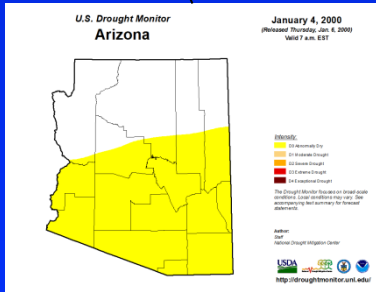 U.S. Drought Monitor
Arizona
January 4, 2000
(Released Thursday, Jan. 6, 2000)
Valid 7 a.m. EST
Intensity:
D0 Abnormally Dry
D1 Moderate Drought
D2 Severe Drought
D3 Extreme Drought
D4 Exceptional Drought
The Drought Monitor focuses on broad-scale
conditions. Local conditions may vary. See
accompanying text summary for forecast
statements.
Author:
Staff
National Drought Mitigation Center
USDA
http://droughtmonitor.unl.edu/